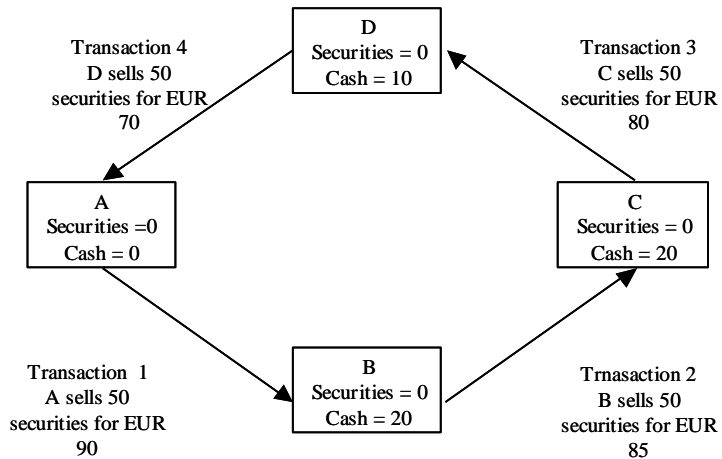 D
Securities = 0
Cash = 10
Transaction 4
D sells 50
securities for EUR
70
Transaction 3
C sells 50
securities for EUR
80
A
Securities =0
Cash = 0
C
Securities = 0
Cash = 20
B
Securities = 0
Cash = 20
Transaction 1
A sells 50
securities for EUR
90
Trnasaction 2
B sells 50
securities for EUR
85